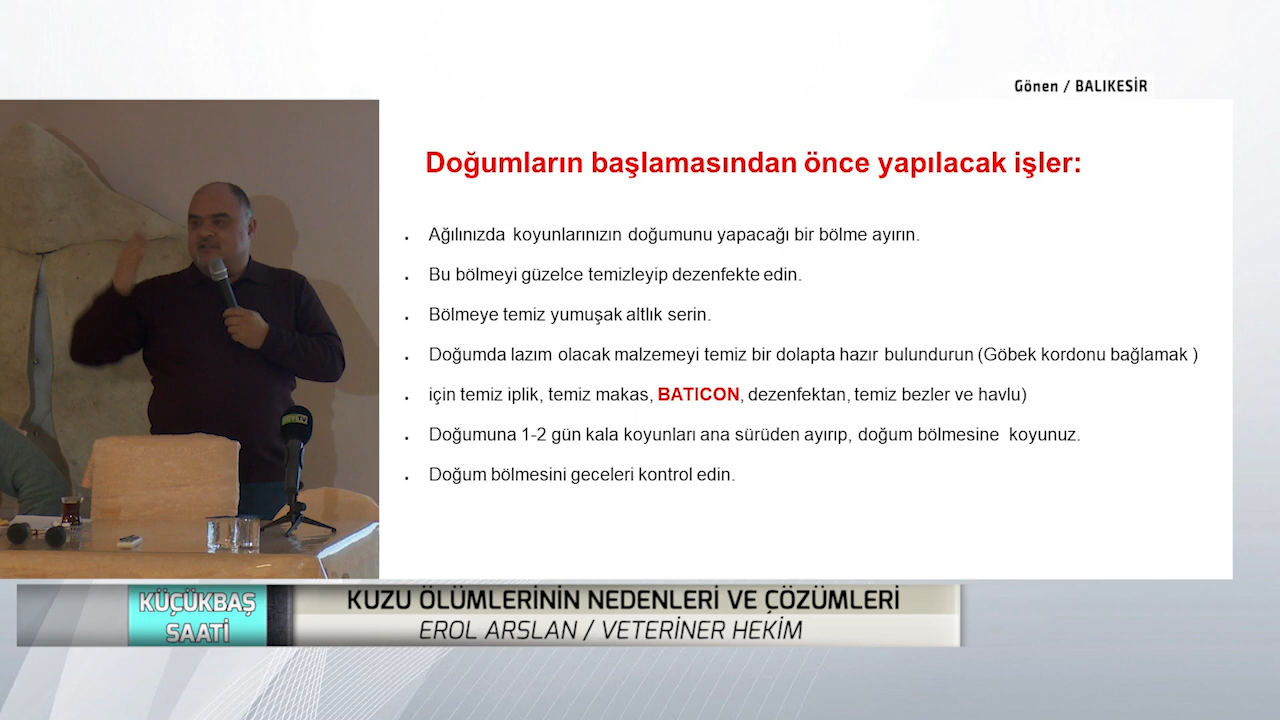 Gönen / BALIKESİR
Doğumların başlamasından önce yapılacak işler:
• Ağılınızda koyunlarınızın doğumunu yapacağı bir bölme ayırın.
• Bu bölmeyi güzelce temizleyip dezenfekte edin.
• Bölmeye temiz yumuşak altlık serin.
• Doğumda lazım olacak malzemeyi temiz bir dolapta hazır bulundurun (Göbek kordonu bağlamak )
• için temiz iplik, temiz makas, BATICON, dezenfektan, temiz bezler ve havlu)
• Doğumuna 1-2 gün kala koyunları ana sürüden ayırıp, doğum bölmesine koyunuz.
• Doğum bölmesini geceleri kontrol edin.
TV
KÜÇÜKBAŞ
SAATİ
KUZU ÖLÜMLERİNİN NEDENLERİ VE ÇÖZÜMLERİ
EROL ARSLAN / VETERİNER HEKİM